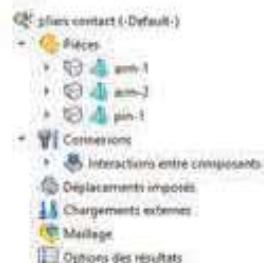 pliers contact (-Default-)
Pièces
arm-1
arm-2
pin-1
Connexions
Interactions entre composants
Déplacements imposés
Chargements externes
Maillage
Options des résultats